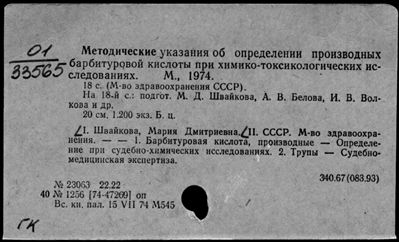 01
33565
Методические указания об определении производных
барбитуровой кислоты при химико-токсикологических ис-
следованиях. М., 1974.
18 с. (М-во здравоохранения СССР).
На 18-й с.: подгот. М. Д. Швайкова, А. В. Белова, И. В. Вол-
кова и др.
20 см. 1.200 экз. Б. ц.
I. Швайкова, Мария Дмитриевна. II. СССР. М-во здравоохра-
нения. — — 1. Барбитуровая кислота, производные — Определе-
ние при судебно-химических исследованиях. 2. Трупы — Судебно-
медицинская экспертиза.
340.67(083.93)
№ 23063 22.22
40 № 1256 [74-47209] оп
Вс. кн. пал. 15 VII 74 М545
ГК